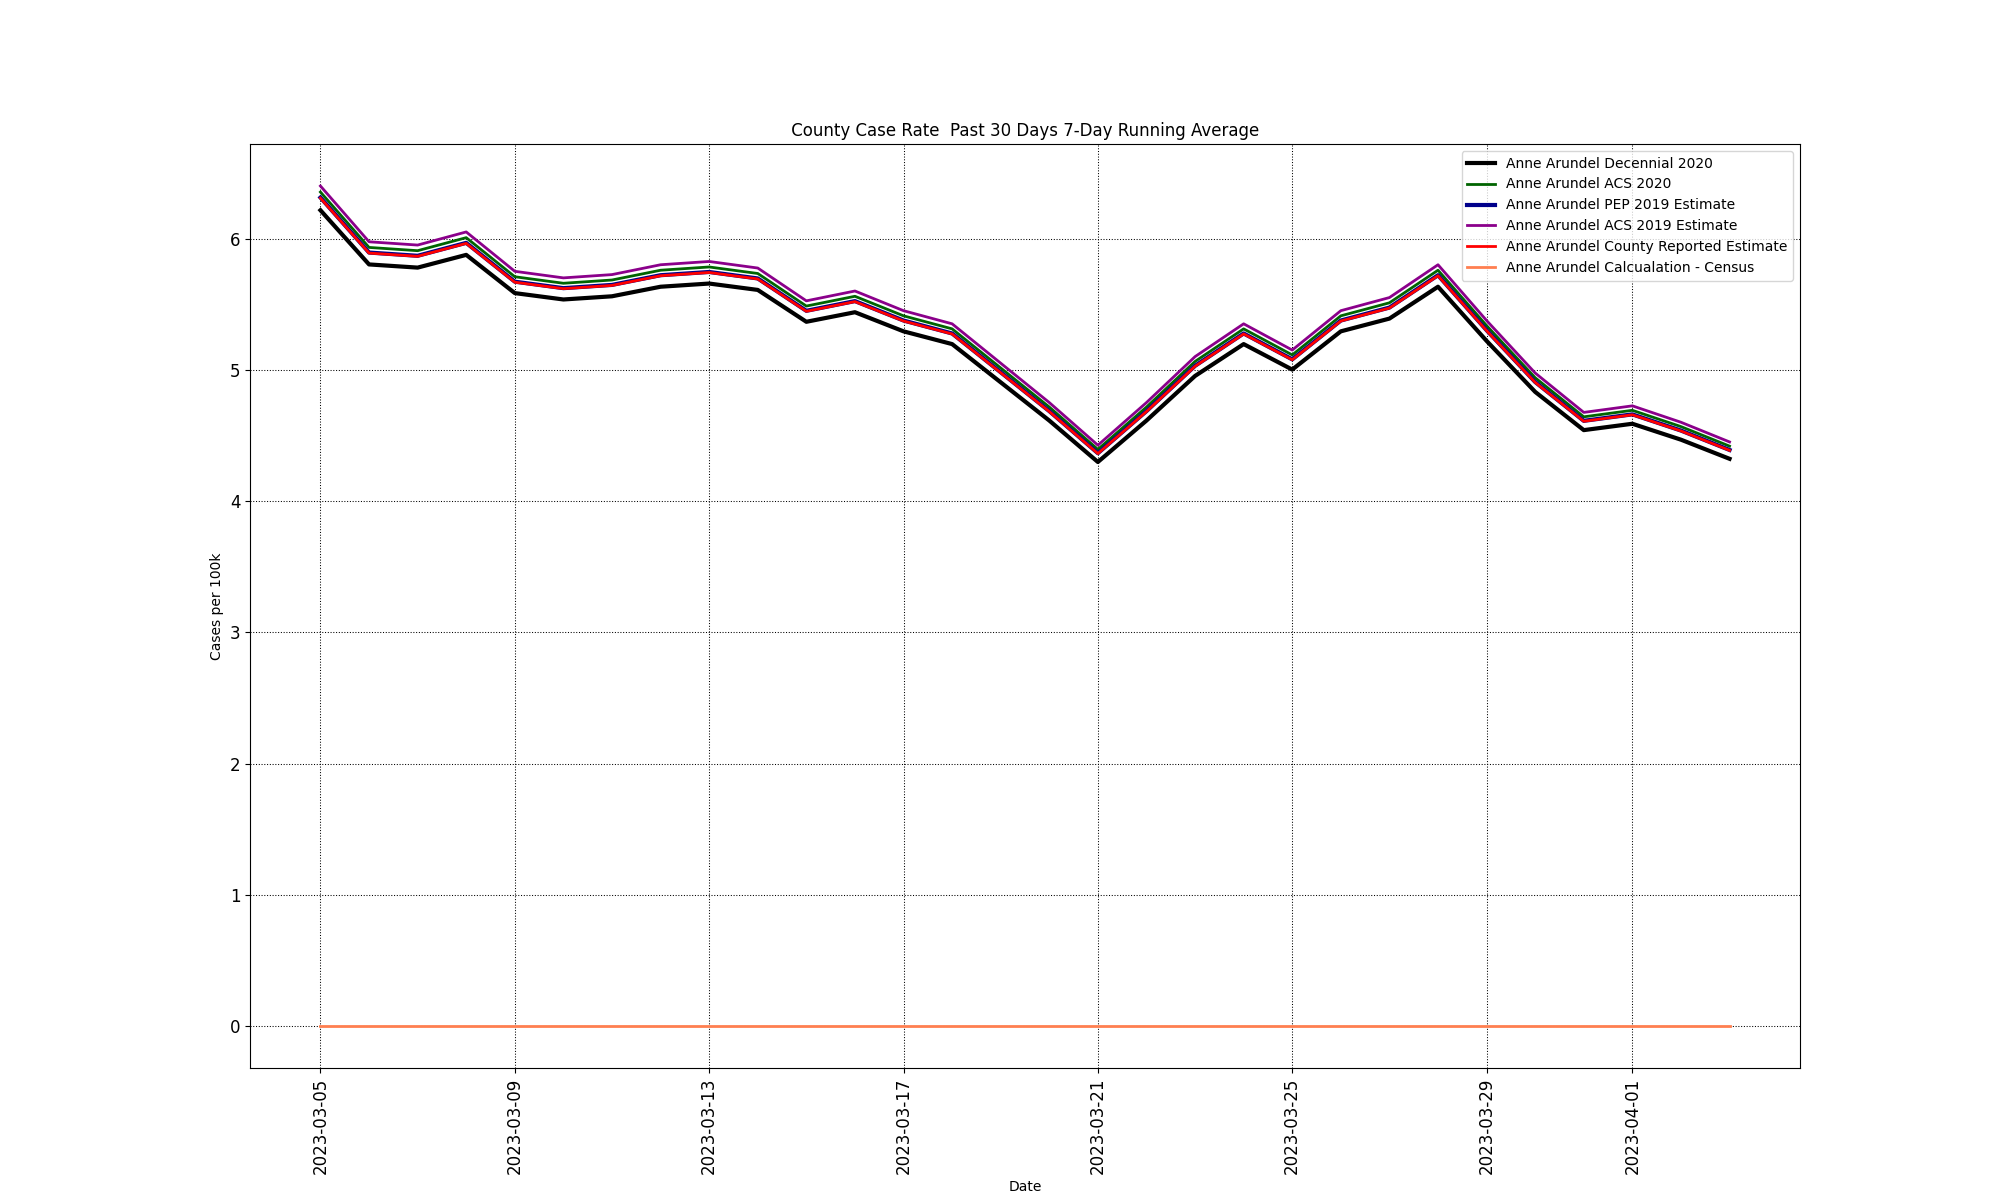 County Case Rate  Past 30 Days 7-Day Running Average
Anne Arundel Decennial 2020
Anne Arundel ACS 2020
Anne Arundel PEP 2019 Estimate
Anne Arundel ACS 2019 Estimate
Anne Arundel County Reported Estimate
Anne Arundel Calcualation - Census
Cases per 100k
6
5
4
3
2
1
0
2023-03-05
2023-03-09
2023-03-13
2023-03-17
2023-03-21
2023-03-25
2023-03-29
2023-04-01
Date